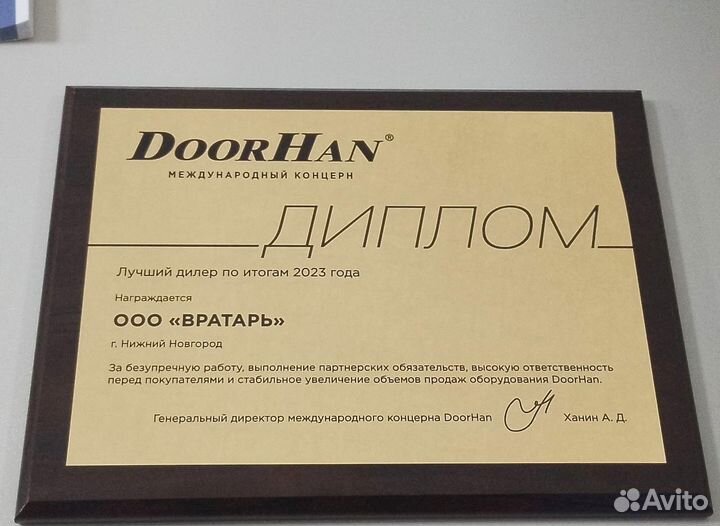 DOORHAN®
МЕЖДУНАРОДНЫЙ КОНЦЕРН
ДИПЛОМ
Лучший дилер по итогам 2023 года
Награждается
ООО «ВРАТАРЬ»
г. Нижний Новгород
За безупречную работу, выполнение партнерских обязательств, высокую ответственность
перед покупателями и стабильное увеличение объемов продаж оборудования DoorHan.
Генеральный директор международного концерна DoorHan Ханин А. Д.
Avito